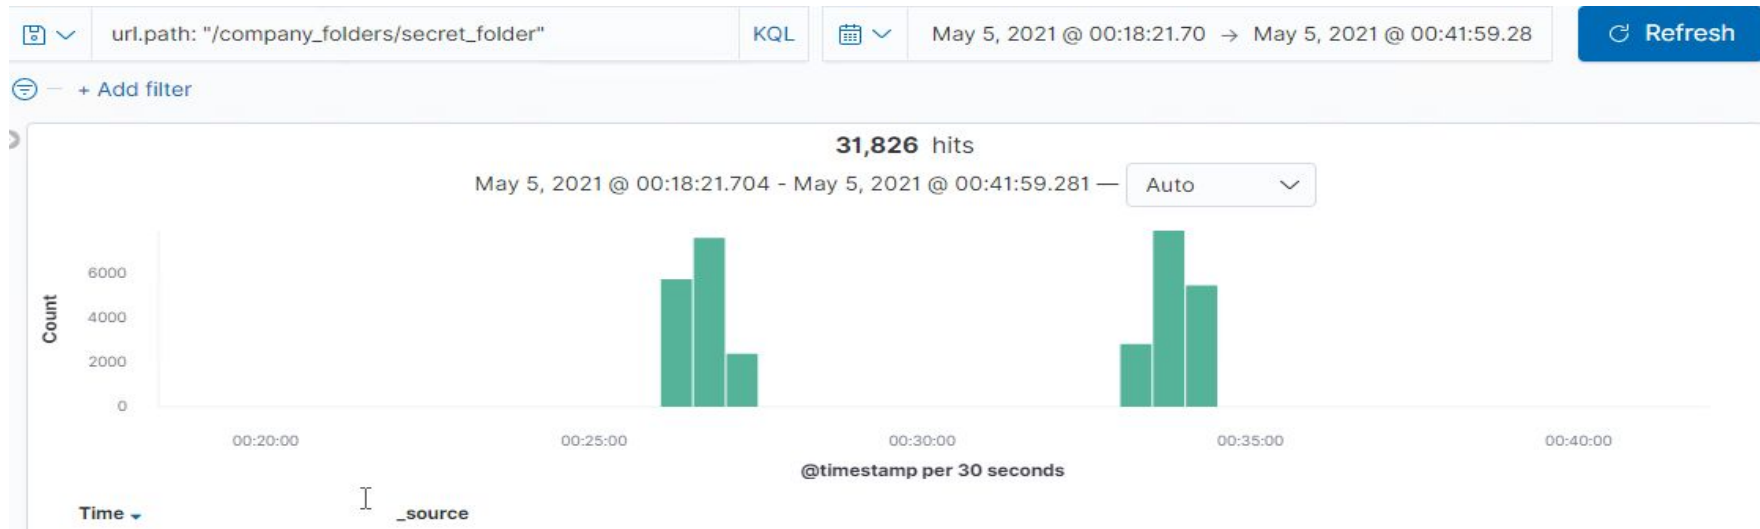 url.path: "/company_folders/secret_folder" KQL May 5, 2021 @ 00:18:21.70 → May 5, 2021 @ 00:41:59.28 Refresh
+ Add filter
31,826 hits
May 5, 2021 @ 00:18:21.704 - May 5, 2021 @ 00:41:59.281 — Auto
6000
4000
2000
0
Count
00:20:00 00:25:00 00:30:00 00:35:00 00:40:00
@timestamp per 30 seconds
Time _source